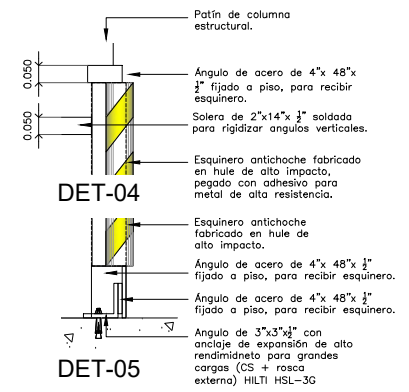 Patín de columna
estructural.
0.050
Ángulo de acero de 4"x 48"x
½" fijado a piso, para recibir
esquinero.
0.050
Solera de 2"x14"x ½" soldada
para rigidizar angulos verticales.
Esquinero antichoche fabricado
en hule de alto impacto,
pegado con adhesivo para
metal de alta resistencia.
DET-04
Esquinero antichoche
fabricado en hule de
alto impacto.
Ángulo de acero de 4"x 48"x ½"
fijado a piso, para recibir esquinero.
Ángulo de acero de 4"x 48"x ½"
fijado a piso, para recibir esquinero.
Angulo de 3"x3"x½" con
anclaje de expansión de alto
rendimidneto para grandes
cargas (CS + rosca
externa) HILTI HSL-3G
DET-05